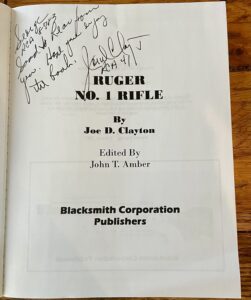 Good to hear from
you. Hope you enjoy
the book!
Joe D. Clayton
RUGER
NO. 1 RIFLE
By
Joe D. Clayton
Edited By
John T. Amber
Blacksmith Corporation
Publishers